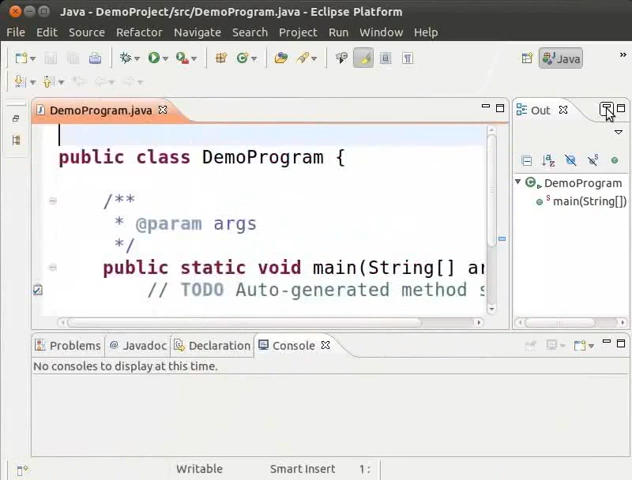 Java - DemoProject/src/DemoProgram.java - Eclipse Platform
File Edit Source Refactor Navigate Search Project Run Window Help
Java »
DemoProgram.java
Out
public class DemoProgram {
/**
* @param args
*/
public static void main(String[] ar
// TODO Auto-generated method s
DemoProgram
main(String[])
Problems @ Javadoc Declaration Console
No consoles to display at this time.
Writable Smart Insert 1 :